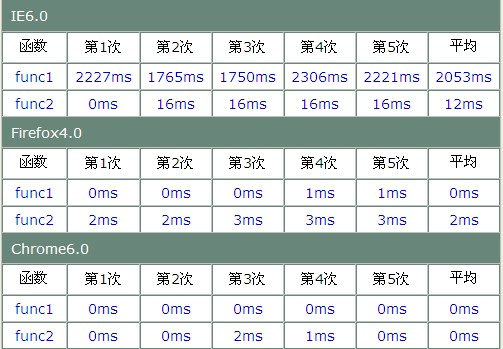 IE6.0
函数 第1次 第2次 第3次 第4次 第5次 平均
func1 2227ms 1765ms 1750ms 2306ms 2221ms 2053ms
func2 0ms 16ms 16ms 16ms 16ms 12ms
Firefox4.0
函数 第1次 第2次 第3次 第4次 第5次 平均
func1 0ms 0ms 0ms 1ms 1ms 0ms
func2 2ms 2ms 3ms 3ms 3ms 2ms
Chrome6.0
函数 第1次 第2次 第3次 第4次 第5次 平均
func1 0ms 0ms 0ms 0ms 0ms 0ms
func2 0ms 0ms 2ms 1ms 0ms 0ms